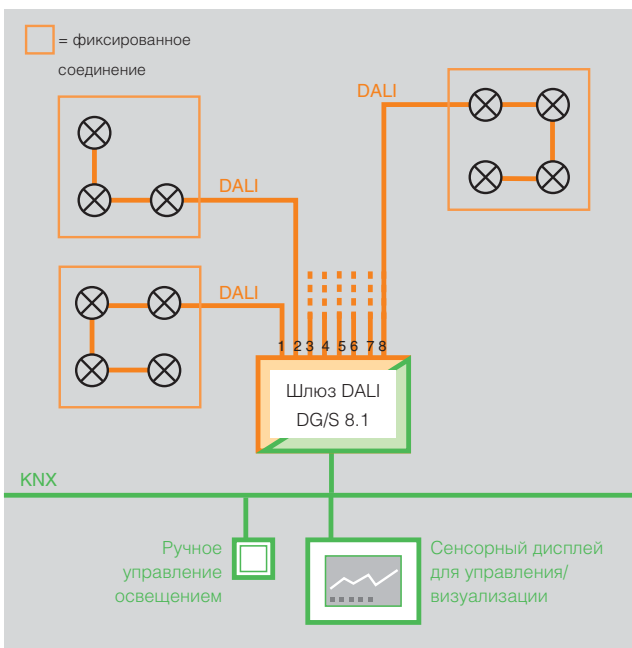 = фиксированное
соединение
DALI
DALI
DALI
1 2 3 4 5 6 7 8
Шлюз DALI
DG/S 8.1
KNX
Ручное
управление
освещением
Сенсорный дисплей
для управления/
визуализации